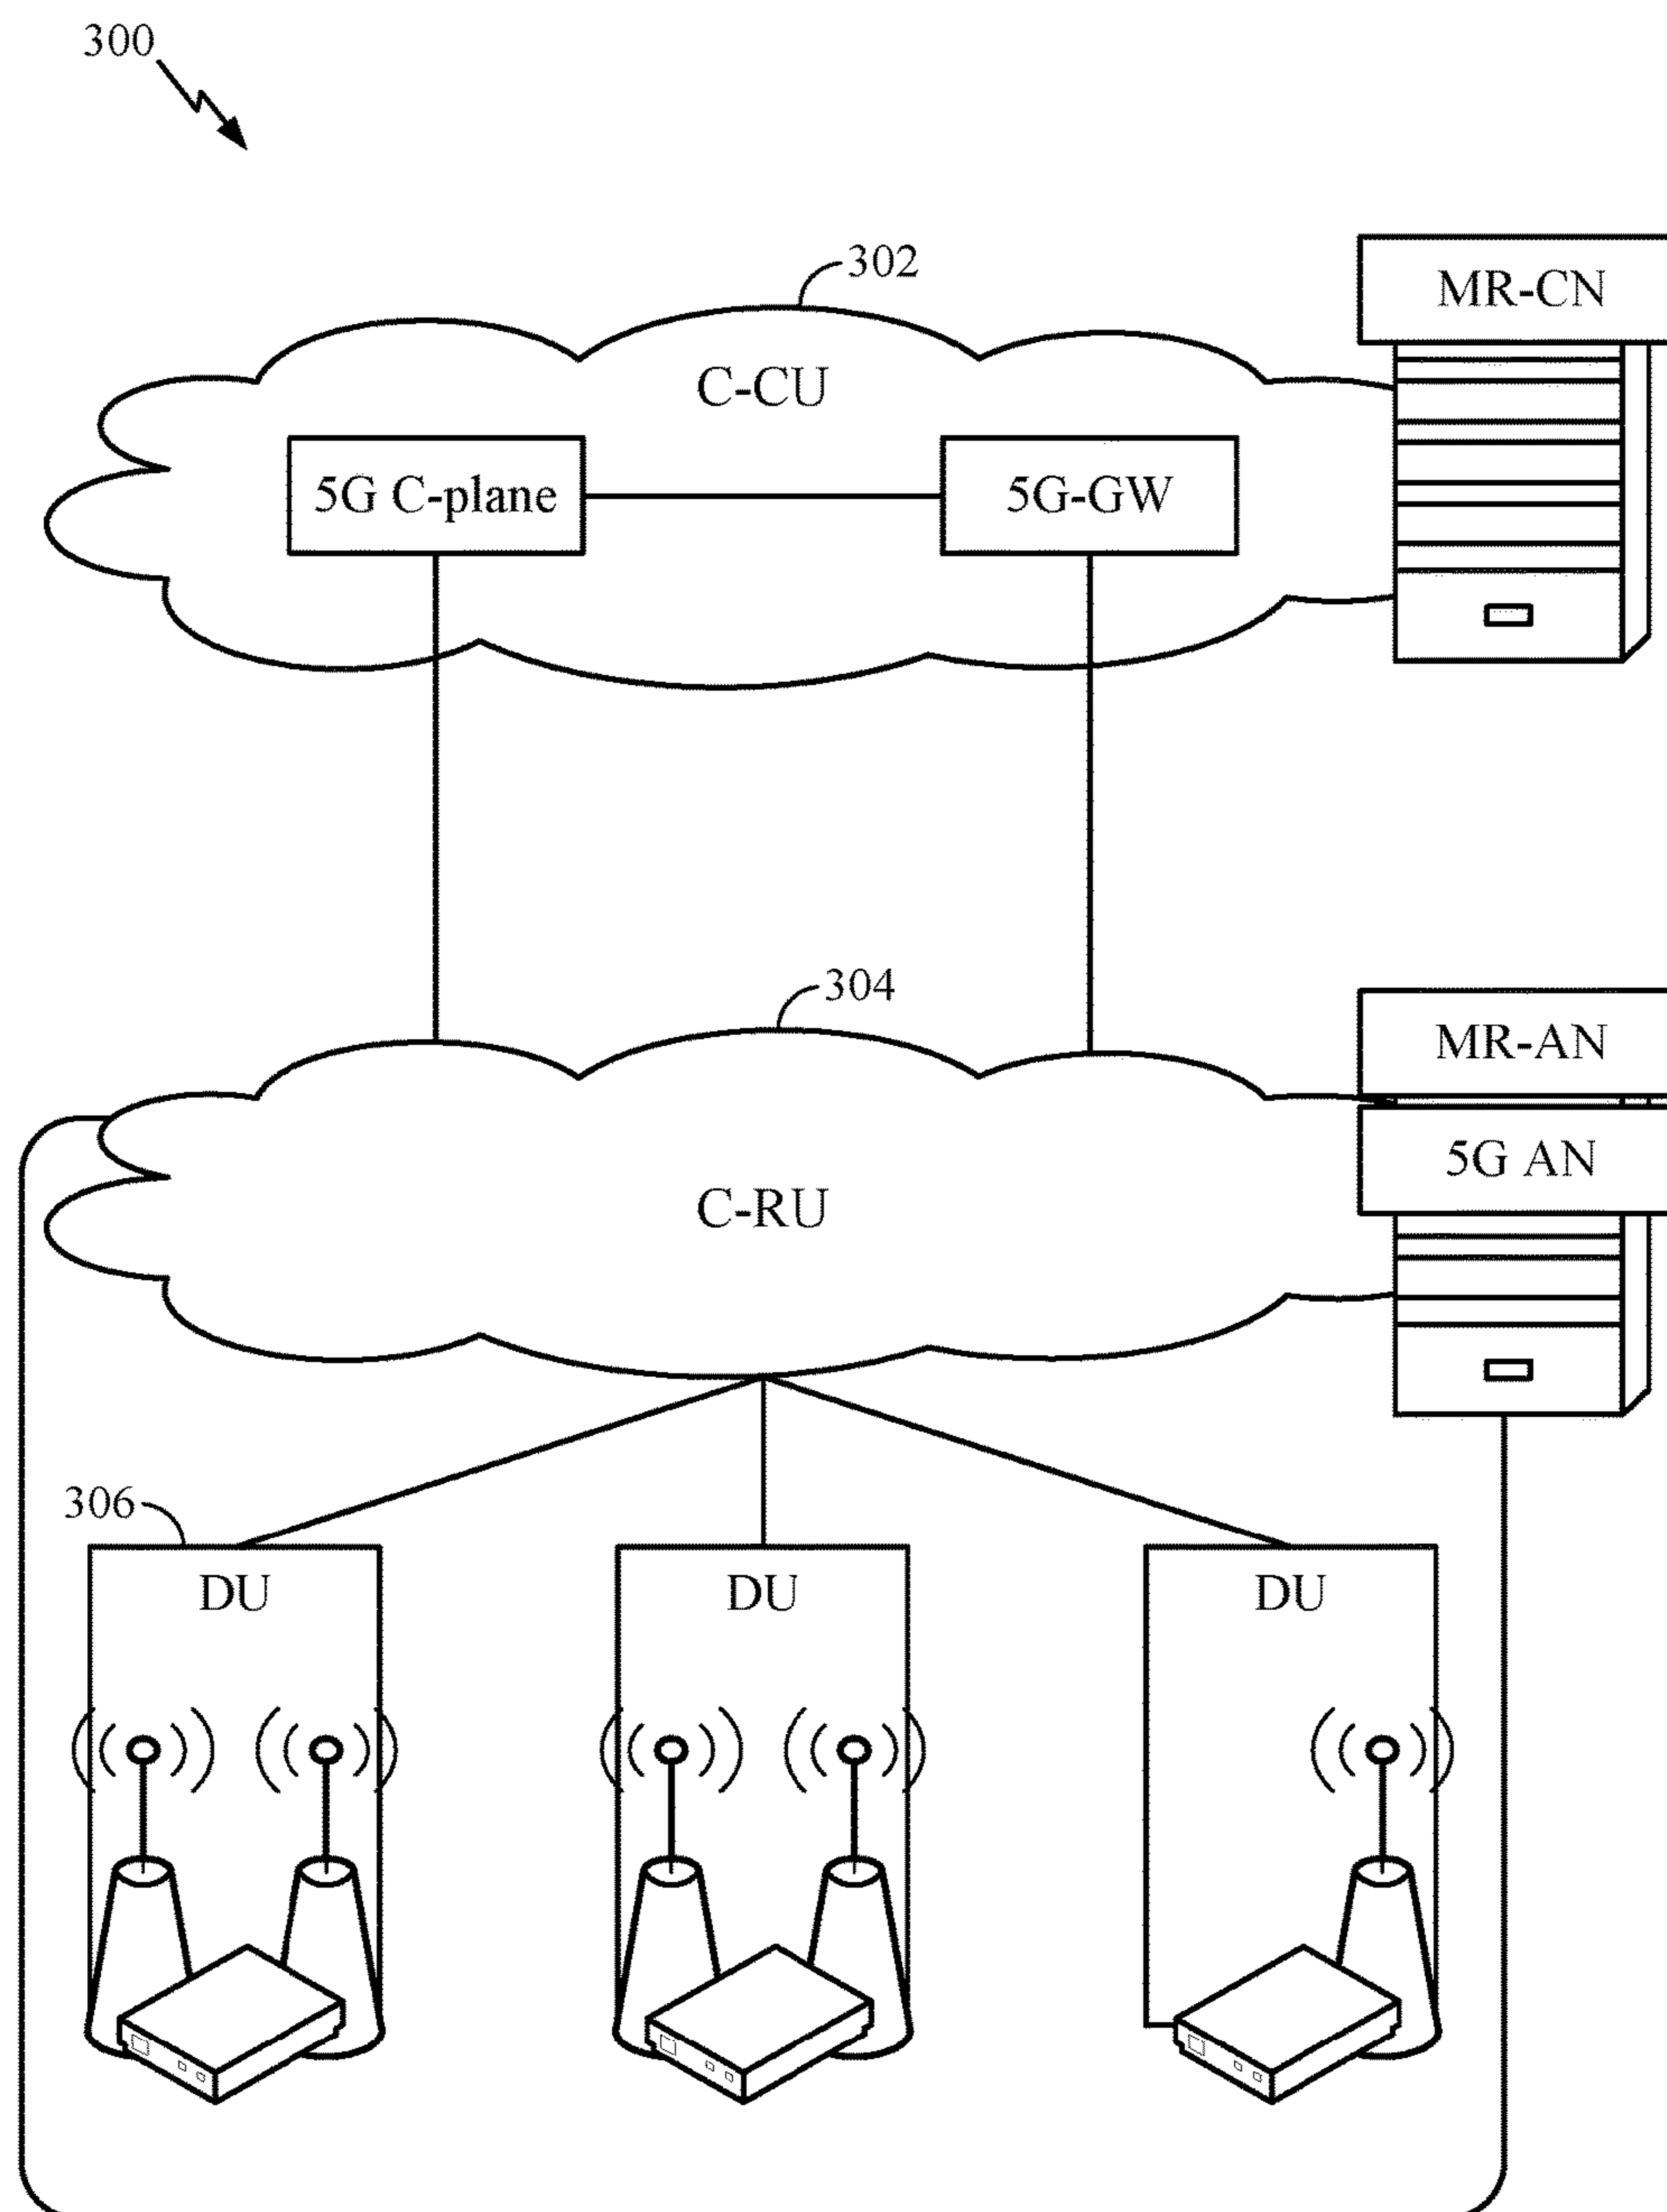 300
302
MR-CN
C-CU
5G C-plane
5G-GW
304
MR-AN
5G AN
C-RU
306
DU
DU
DU